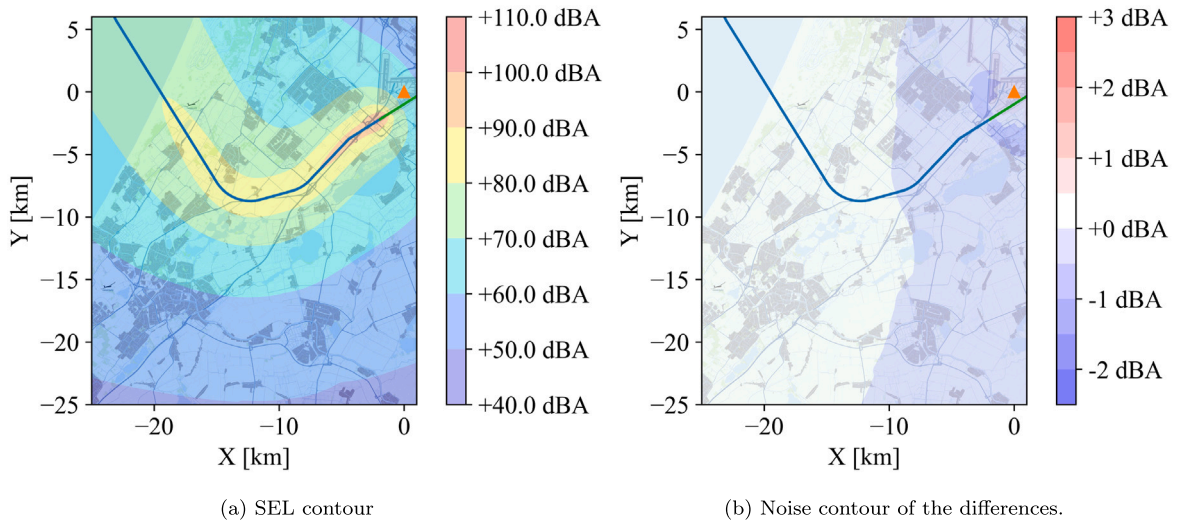 5
0
−5
−10
−15
−20
−25
Y [km]
−20
−10
0
X [km]
+110.0 dBA
+100.0 dBA
+90.0 dBA
+80.0 dBA
+70.0 dBA
+60.0 dBA
+50.0 dBA
+40.0 dBA
(a) SEL contour
5
0
−5
−10
−15
−20
−25
Y [km]
−20
−10
0
X [km]
+3 dBA
+2 dBA
+1 dBA
+0 dBA
-1 dBA
-2 dBA
(b) Noise contour of the differences.